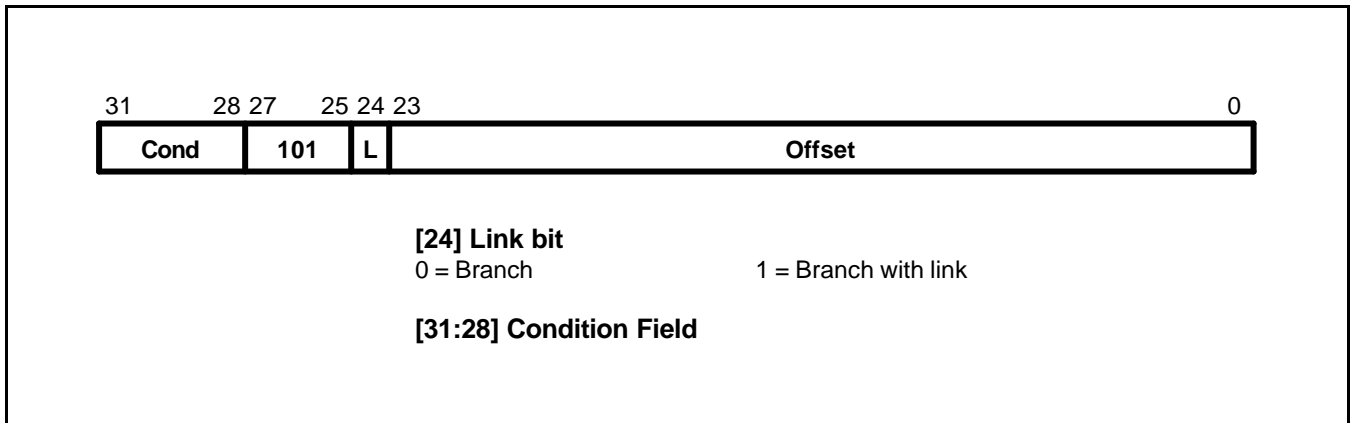 31 28 27 25 24 23 0
Cond 101 L Offset
[24] Link bit
0 = Branch 1 = Branch with link
[31:28] Condition Field